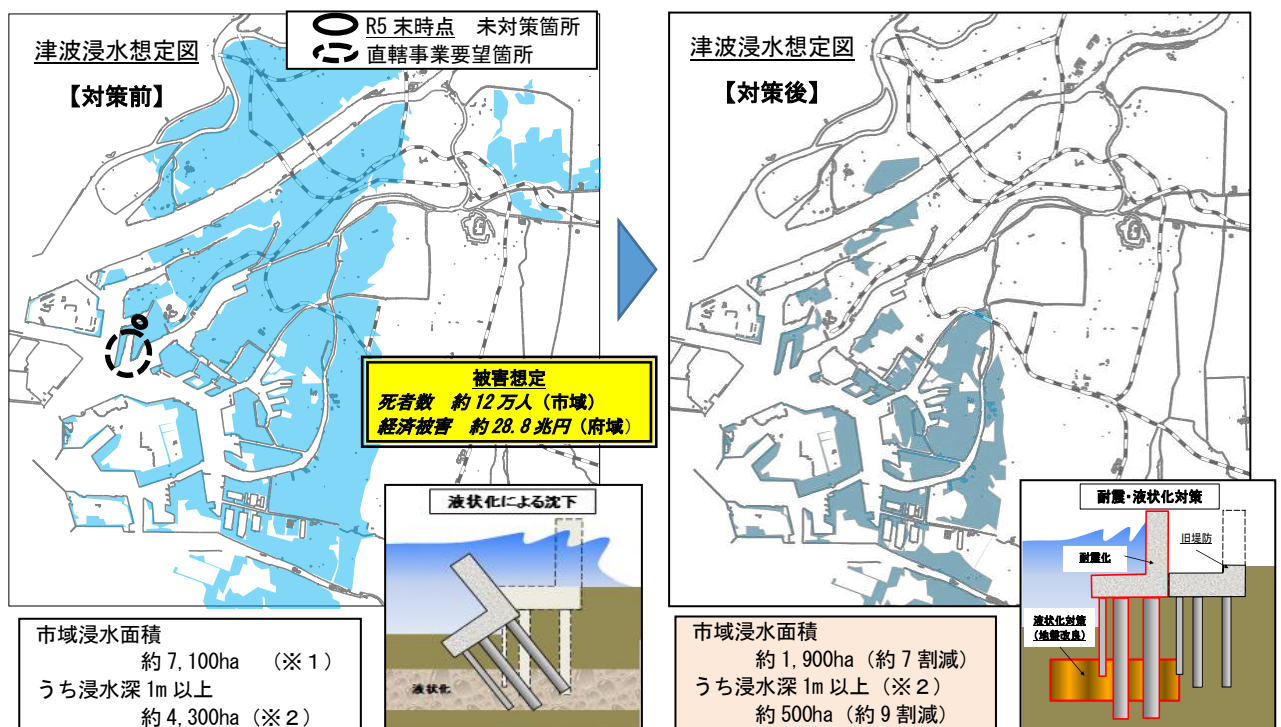 R5 末時点　未対策箇所
直轄事業要望箇所
津波浸水想定図
【対策前】
被害想定
死者数　約 12 万人（市域）
経済被害　約 28.8 兆円（府域）
液状化による沈下
液状化
市域浸水面積
約 7,100ha　（※１）
うち浸水深 1m 以上
約 4,300ha（※２）
津波浸水想定図
【対策後】
耐震・液状化対策
耐震化
旧堤防
液状化対策
(地盤改良)
市域浸水面積
約 1,900ha（約 7 割減）
うち浸水深 1m 以上（※２）
約 500ha（約 9 割減）